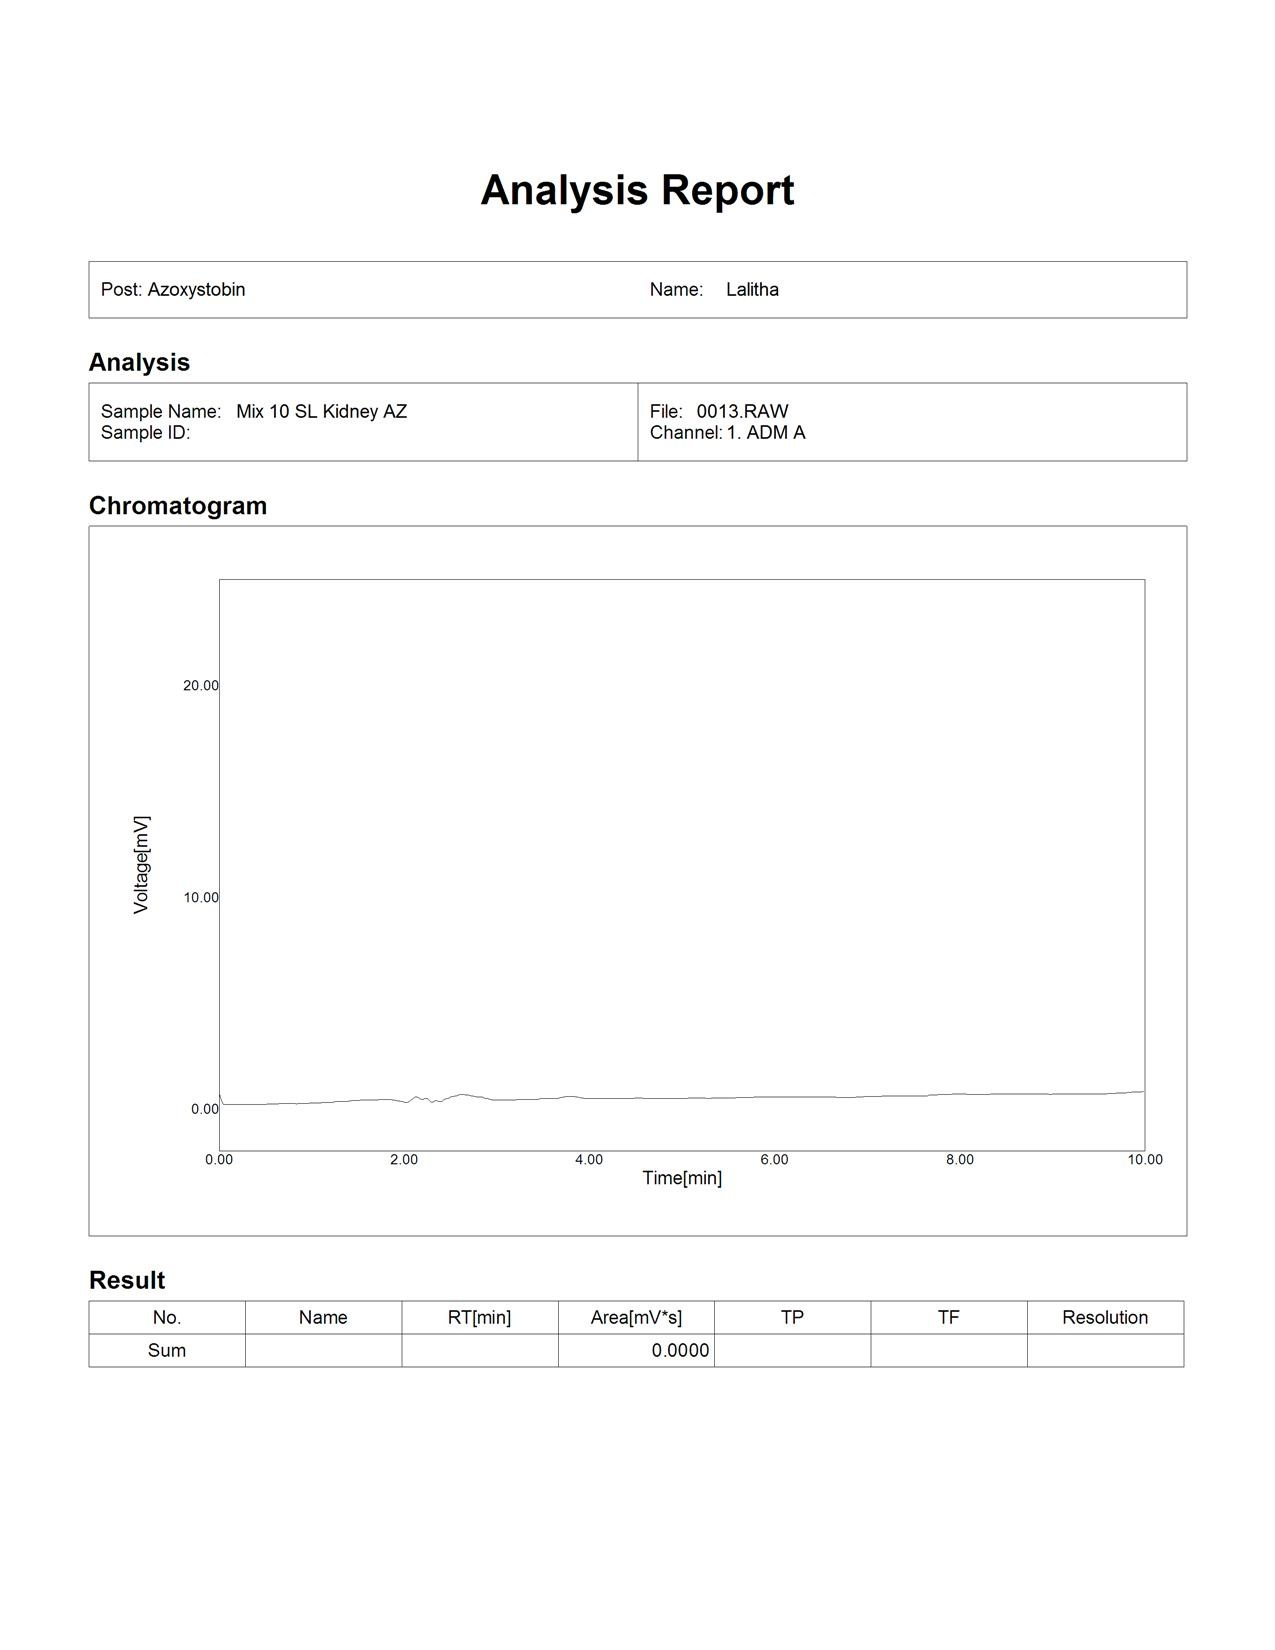 Analysis Report
Post: Azoxystobin Name: Lalitha
Analysis
Sample Name: Mix 10 SL Kidney AZ File: 0013.RAW
Sample ID: Channel: 1. ADM A
Chromatogram
20.00
10.00
0.00
Voltage[mV]
0.00 2.00 4.00 6.00 8.00 10.00
Time[min]
Result
No. Name RT[min] Area[mV*s] TP TF Resolution
Sum 0.0000